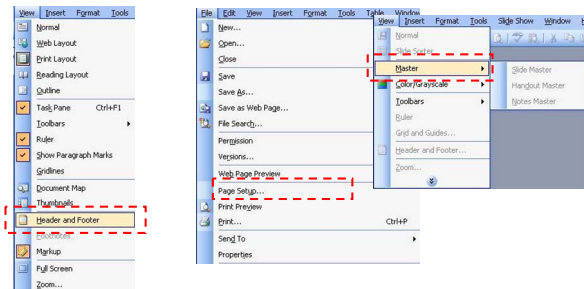 View Insert Format Tools
Normal
Web Layout
Print Layout
Reading Layout
Outline
Task Pane Ctrl+F1
Toolbars
Ruler
Show Paragraph Marks
Gridlines
Document Map
Thumbnails
Header and Footer
Footnotes
Markup
Full Screen
Zoom...
File Edit View Insert Format Tools Table Window
New...
Open...
Close
Save
Save As...
Save as Web Page...
File Search...
Permission
Versions...
Web Page Preview
Page Setup...
Print Preview
Print... Ctrl+P
Send To
Properties
View Insert Format Tools Slide Show Window
Normal
Slide Sorter
Master
Color/Grayscale
Toolbars
Ruler
Grid and Guides...
Header and Footer...
Zoom...
Slide Master
Handout Master
Notes Master